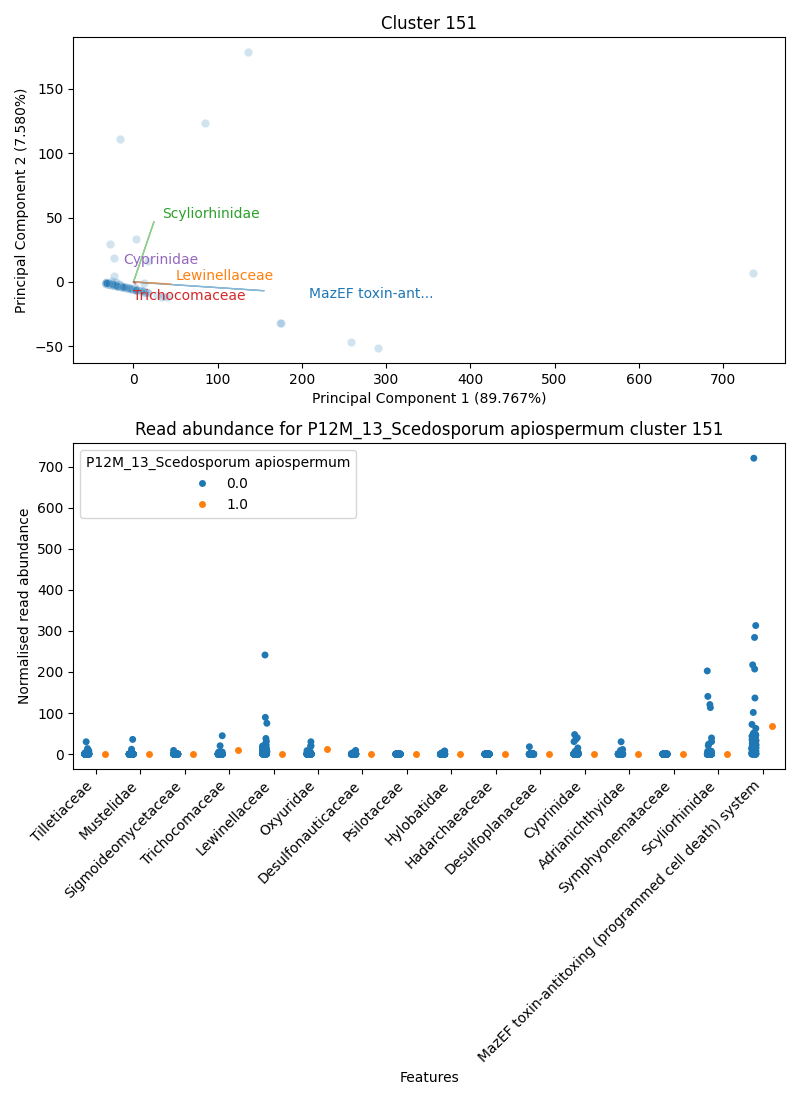 Cluster 151
Principal Component 2 (7.580%)
150
100
50
0
−50
Scyliorhinidae
Cyprinidae
Lewinellaceae
Trichocomaceae
MazEF toxin-ant...
0
100
200
300
400
500
600
700
Principal Component 1 (89.767%)
Read abundance for P12M_13_Scedosporum apiospermum cluster 151
Normalised read abundance
700
600
500
400
300
200
100
0
P12M_13_Scedosporum apiospermum
0.0
1.0
Tilletiaceae
Mustelidae
Sigmoideomycetaceae
Trichocomaceae
Lewinellaceae
Oxyuridae
Desulfonauticaceae
Psilotaceae
Hylobatidae
Hadarchaeaceae
Desulfoplanaceae
Cyprinidae
Adrianichthyidae
Symphyonemataceae
Scyliorhinidae
MazEF toxin-antitoxing (programmed cell death) system
Features